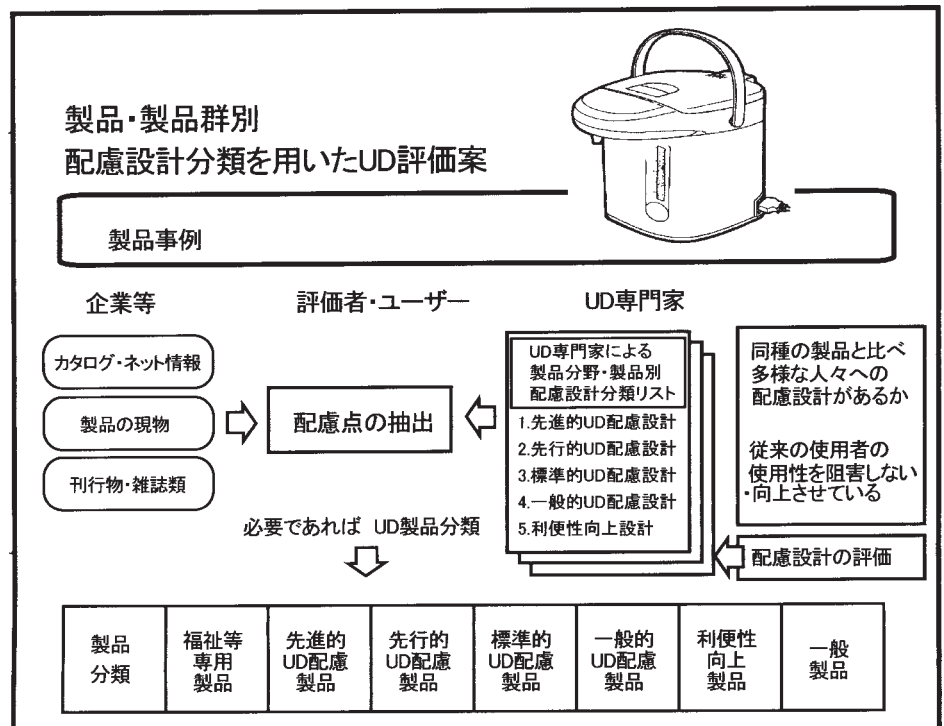 製品・製品群別
配慮設計分類を用いたUD評価案
製品事例
企業等
評価者・ユーザー
UD専門家
カタログ・ネット情報
製品の現物
刊行物・雑誌類
配慮点の抽出
UD専門家による
製品分野・製品別
配慮設計分類リスト
1.先進的UD配慮設計
2.先行的UD配慮設計
3.標準的UD配慮設計
4.一般的UD配慮設計
5.利便性向上設計
同種の製品と比べ
多様な人々への
配慮設計があるか
従来の使用者の
使用性を阻害しない
・向上させている
配慮設計の評価
必要であれば UD製品分類
製品
分類
福祉等
専用
製品
先進的
UD配慮
製品
先行的
UD配慮
製品
標準的
UD配慮
製品
一般的
UD配慮
製品
利便性
向上
製品
一般
製品